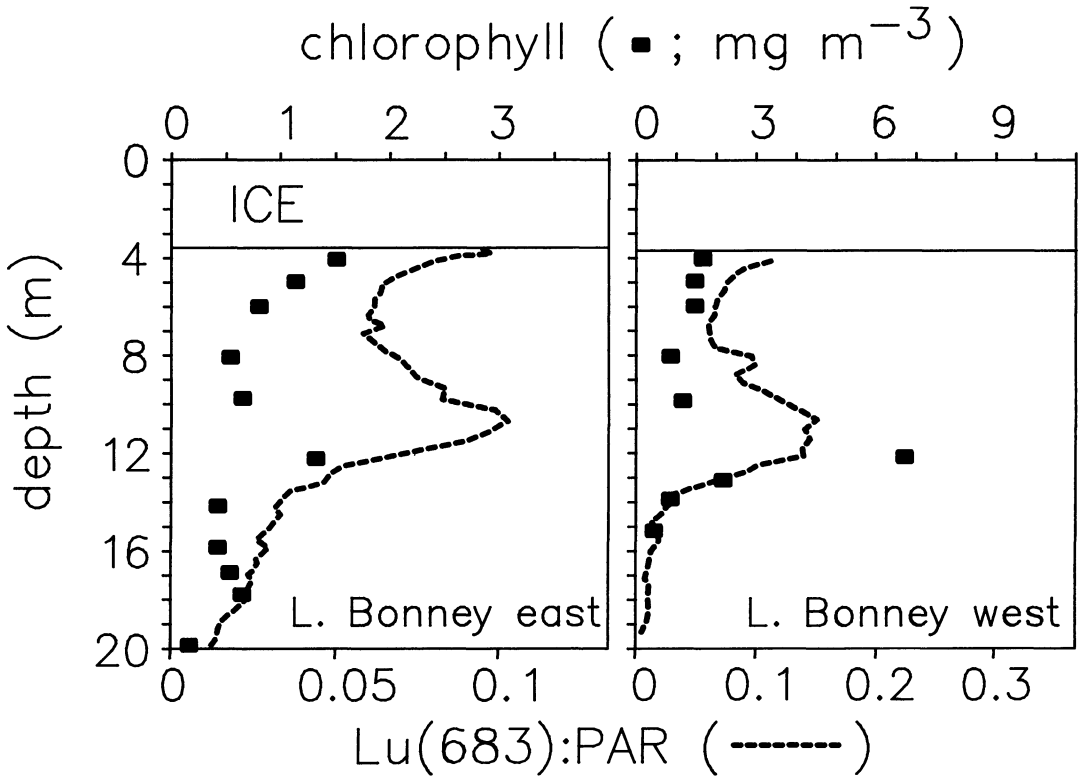 chlorophyll (■; mg m⁻³)
0 1 2 3 0 3 6 9
0
ICE
4
8
12
16
20
depth (m)
L. Bonney east
L. Bonney west
0 0.05 0.1 0 0.1 0.2 0.3
Lu(683):PAR (-------)